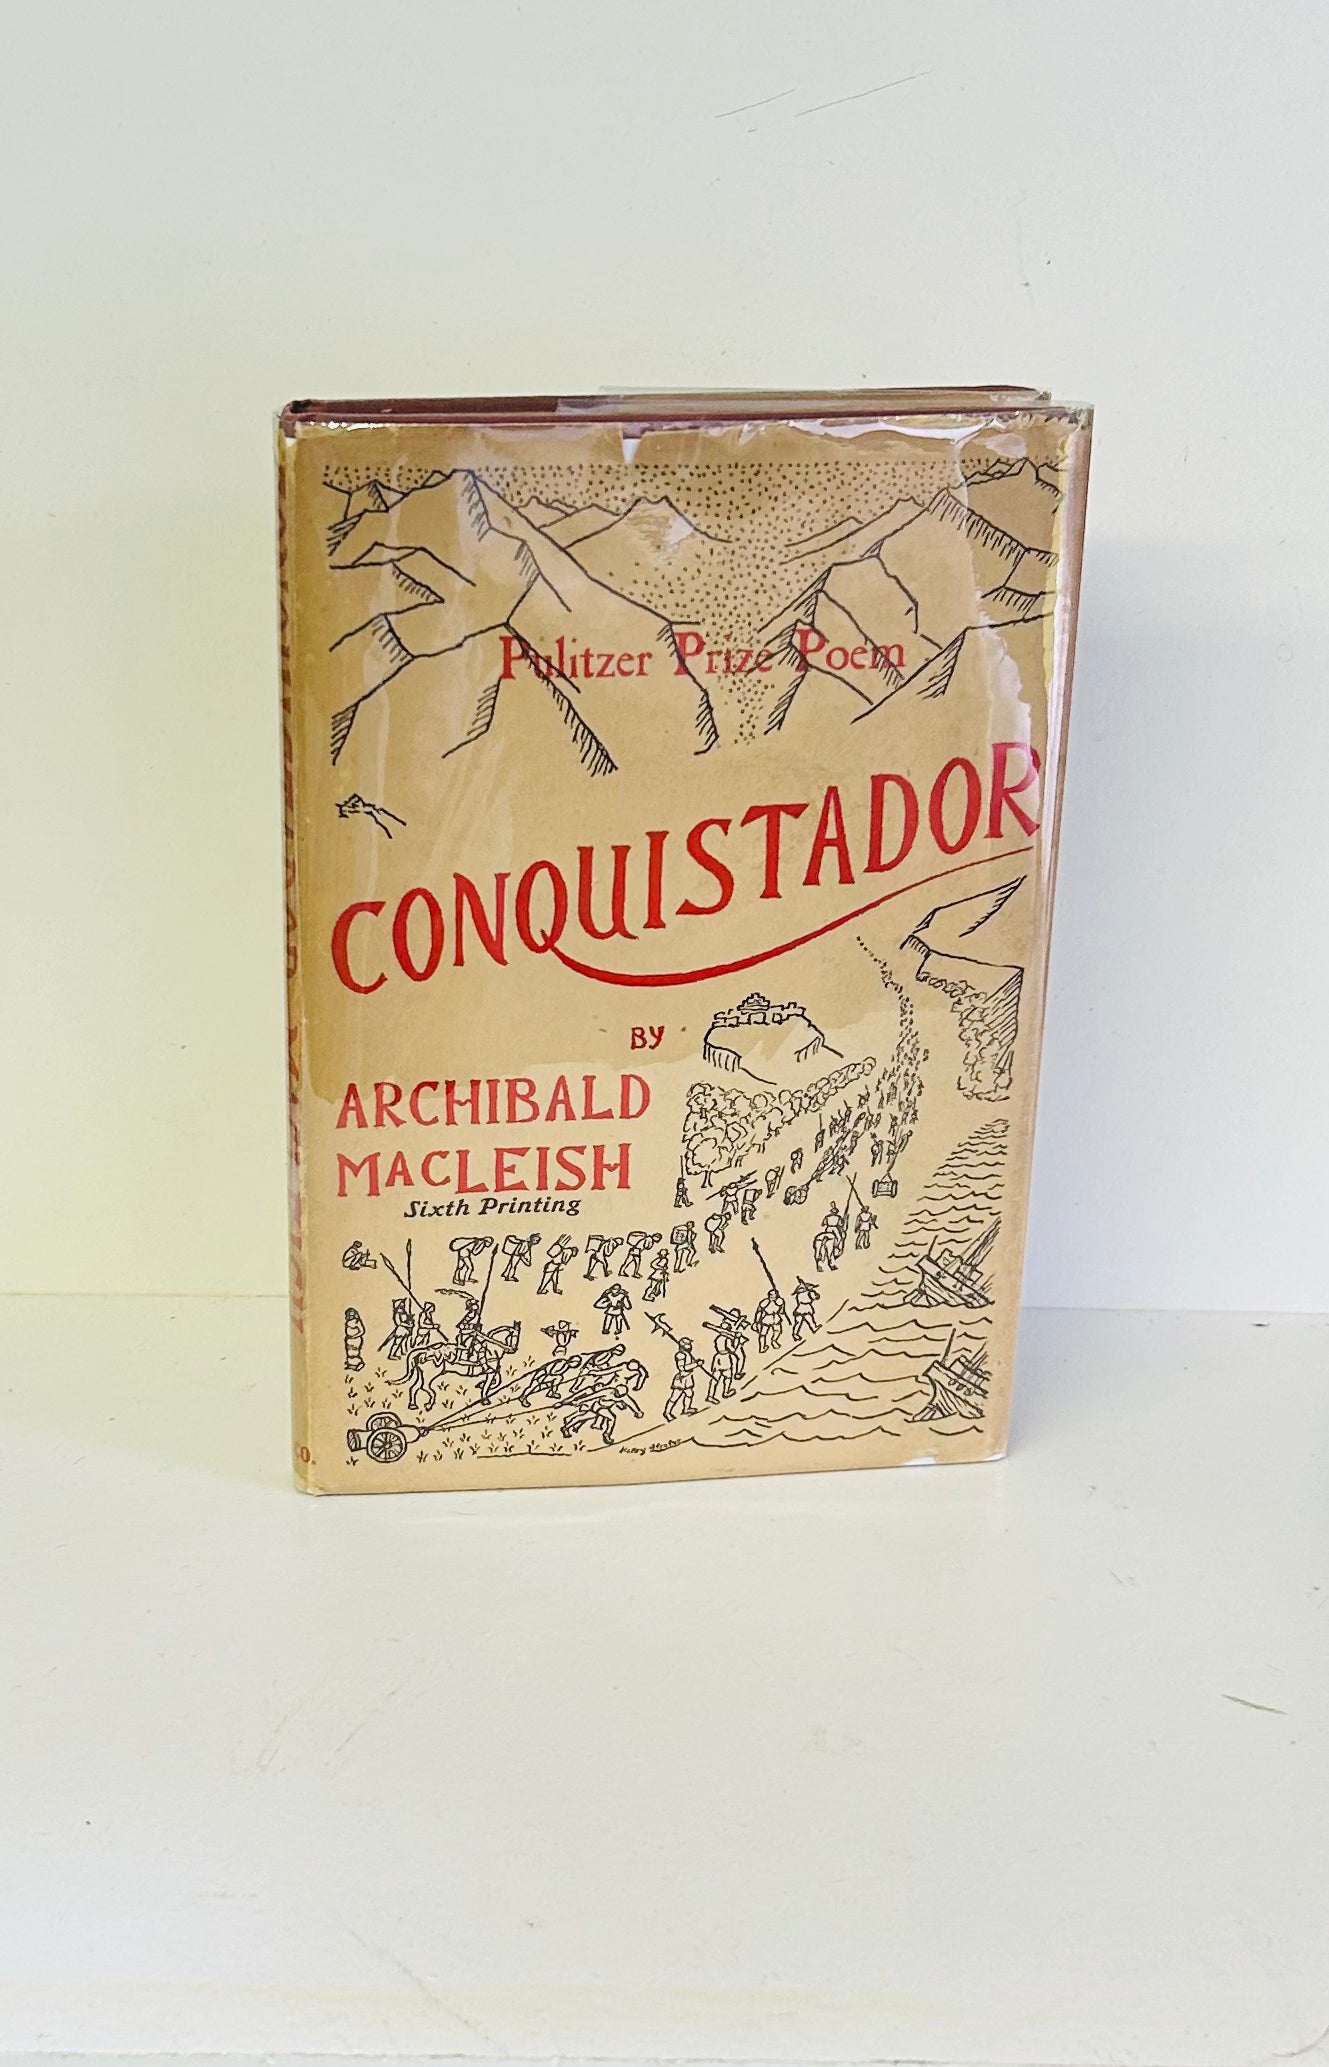 Pulitzer Prize Poem
CONQUISTADOR
BY
ARCHIBALD
MACLEISH
Sixth Printing